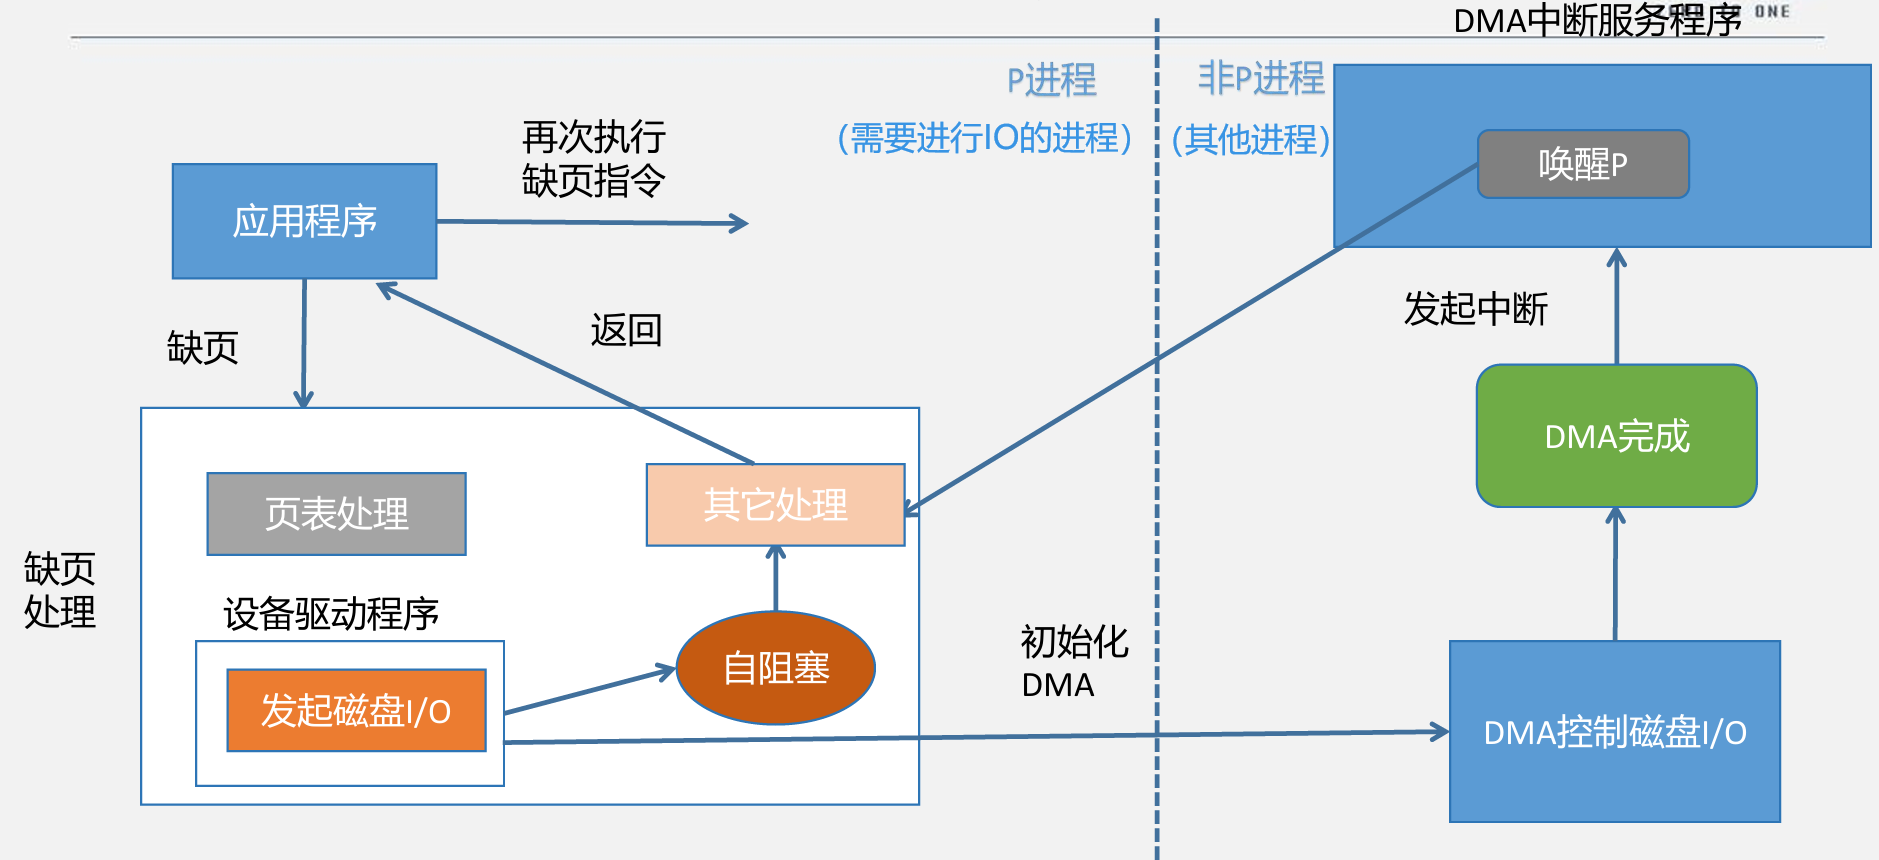 DMA中断服务程序
P进程
非P进程
(需要进行IO的进程)
(其他进程)
再次执行
缺页指令
唤醒P
应用程序
发起中断
返回
缺页
DMA完成
其它处理
页表处理
缺页
处理
设备驱动程序
初始化
DMA
自阻塞
发起磁盘I/O
DMA控制磁盘I/O
ONE